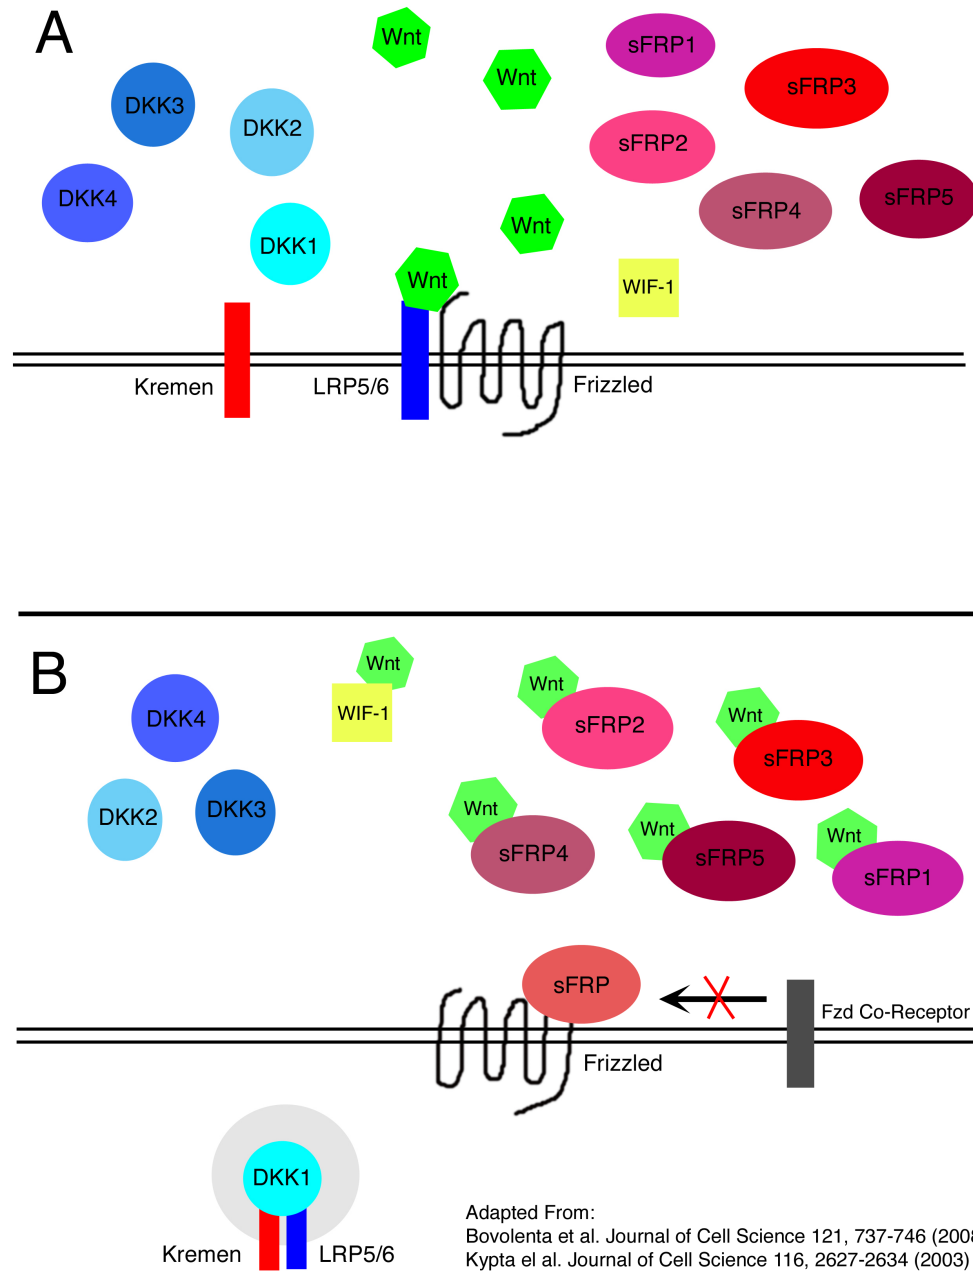 A
Wnt
sFRP1
Wnt
sFRP3
DKK3
DKK2
sFRP2
DKK4
sFRP4
sFRP5
DKK1
Wnt
Wnt
WIF-1
Kremen
LRP5/6
Frizzled
B
Wnt
WIF-1
DKK4
Wnt
sFRP2
Wnt
sFRP3
DKK2
DKK3
Wnt
sFRP4
Wnt
sFRP5
Wnt
sFRP1
sFRP
Fzd Co-Receptor
Frizzled
DKK1
Kremen
LRP5/6
Adapted From:
Bovolenta et al. Journal of Cell Science 121, 737-746 (2008
Kypta el al. Journal of Cell Science 116, 2627-2634 (2003)